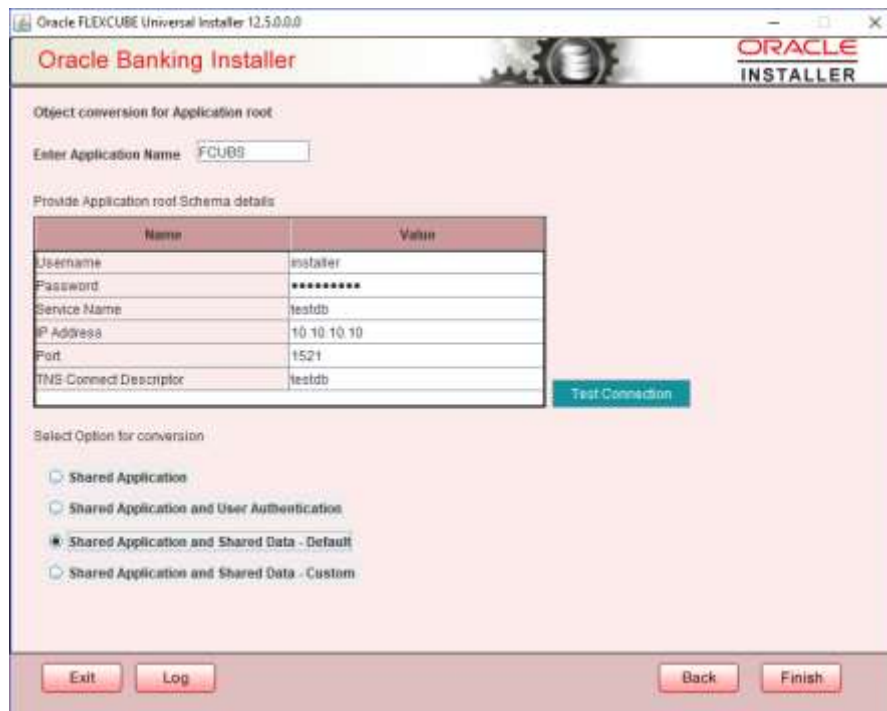 Oracle FLEXCUBE Universal Installer 12.5.0.0.0
Oracle Banking Installer
ORACLE
INSTALLER
Object conversion for Application root
Enter Application Name FCUBS
Provide Application root Schema details
Name Value
Username installer
Password •••••••••
Service Name testdb
IP Address 10.10.10.10
Port 1521
TNS Connect Descriptor testdb
Test Connection
Select Option for conversion
Shared Application
Shared Application and User Authentication
Shared Application and Shared Data - Default
Shared Application and Shared Data - Custom
Exit Log Back Finish